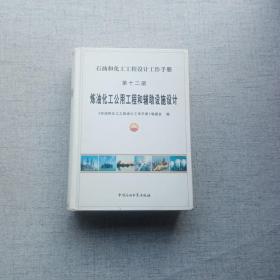 石油和化工工程设计工作手册
第十二册
炼油化工公用工程和辅助设施设计
《石油和化工工程设计工作手册》编委会 编
中国石油大学出版社